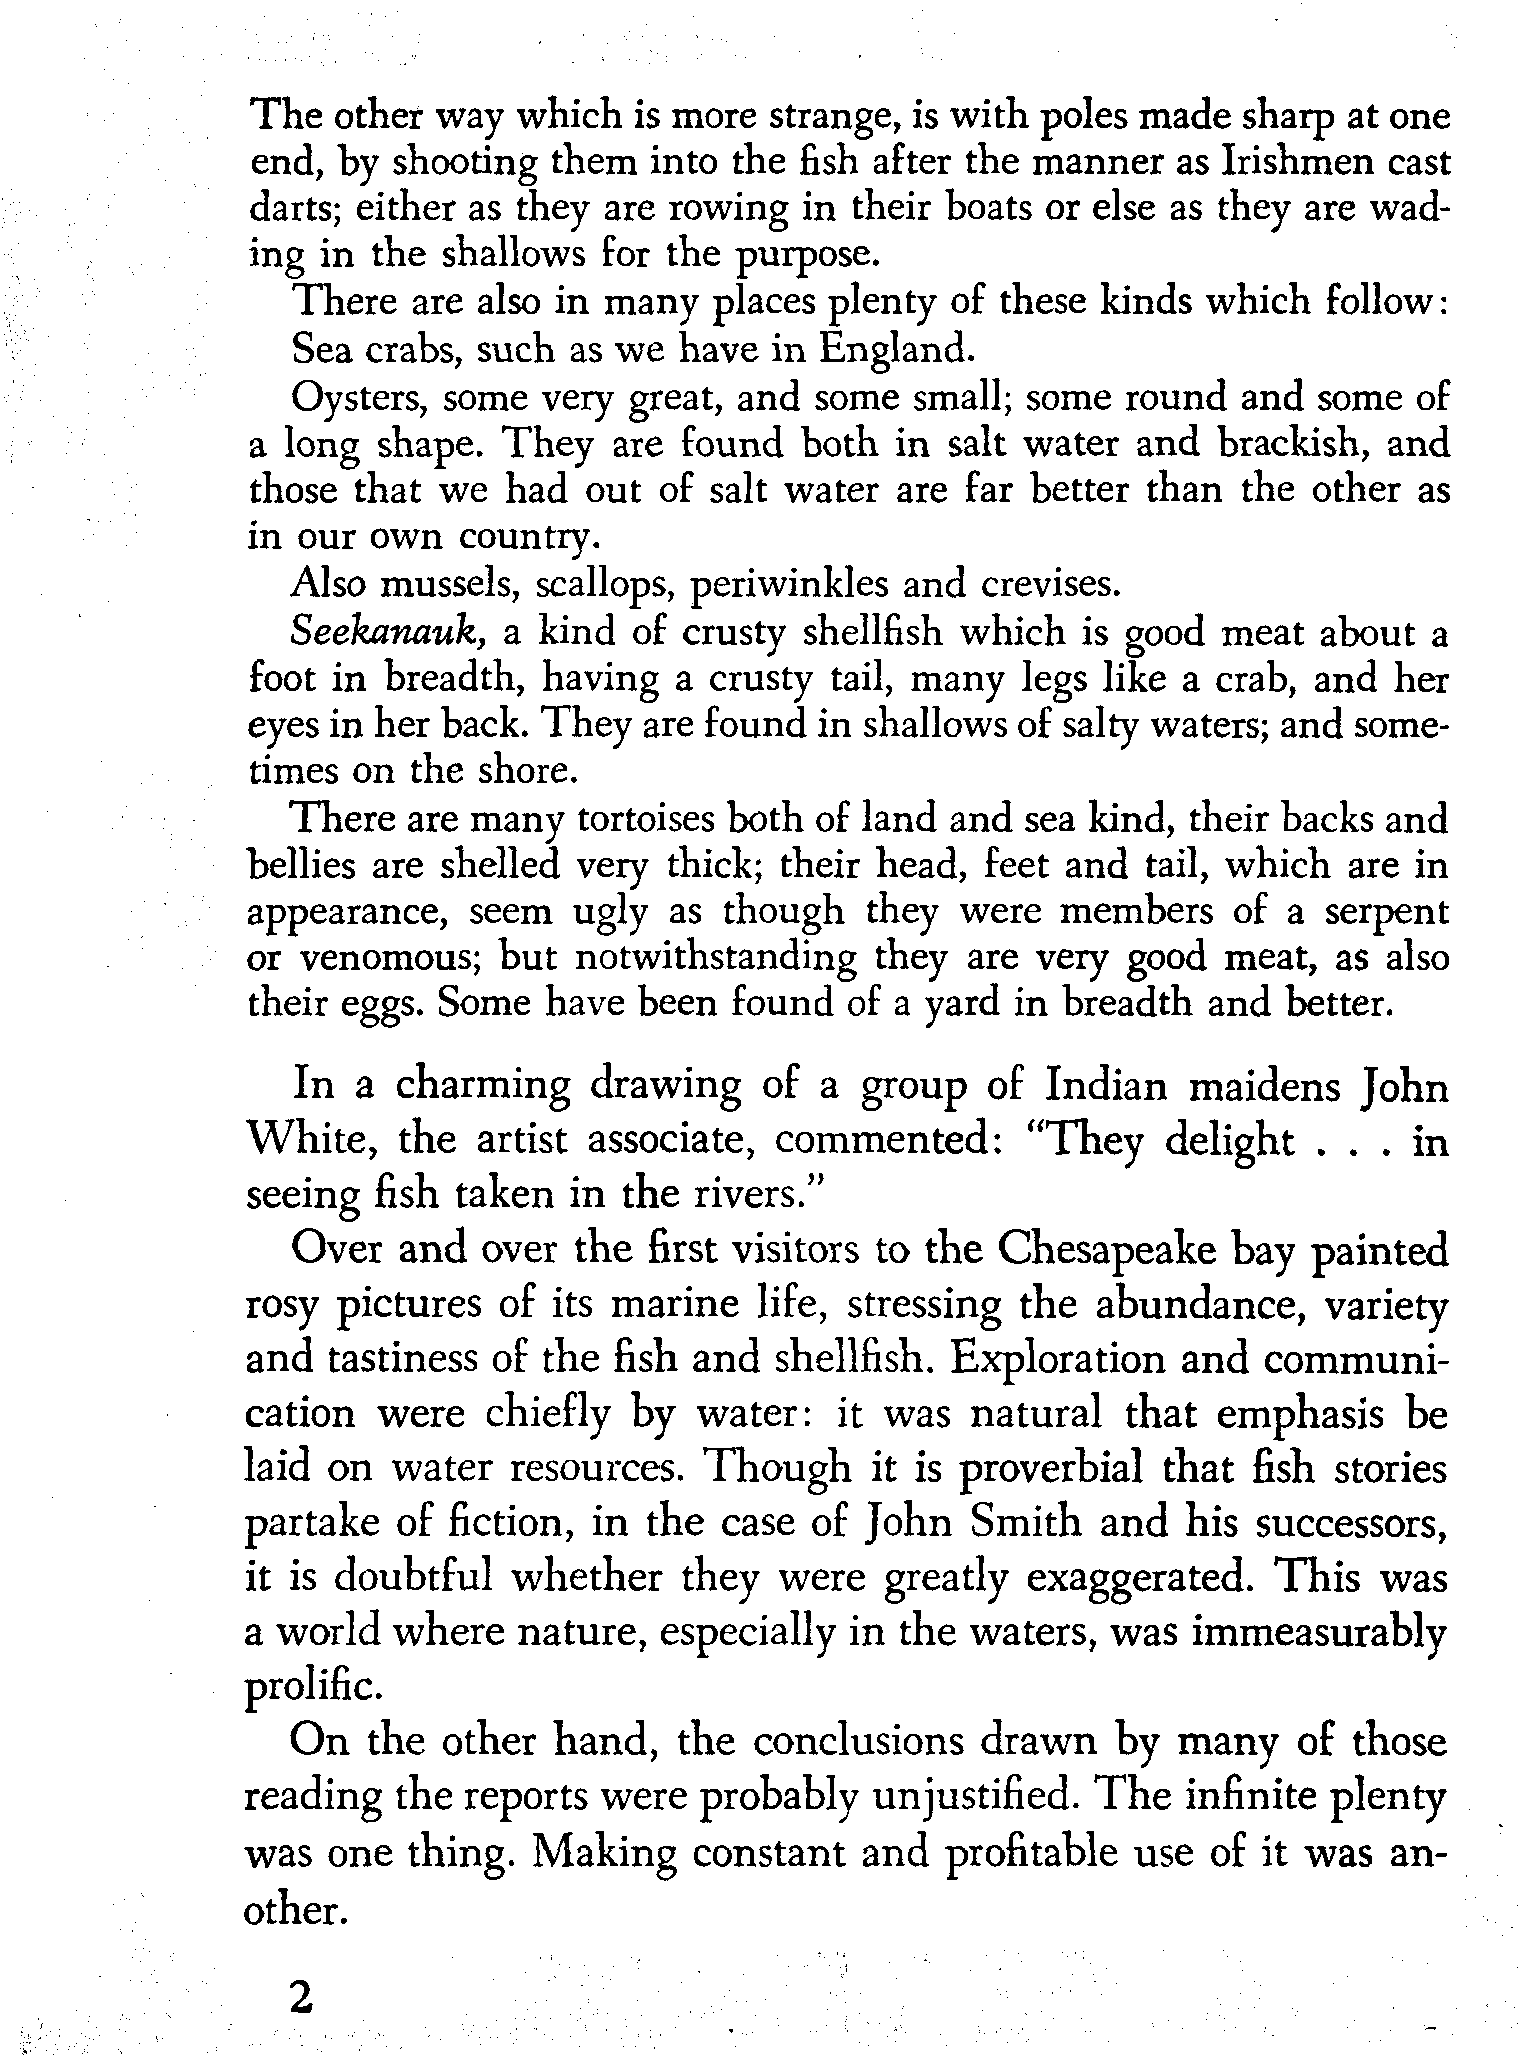 The other way which is more strange, is with poles made sharp at one
end, by shooting them into the fish after the manner as Irishmen cast
darts; either as they are rowing in their boats or else as they are wad-
ing in the shallows for the purpose.
There are also in many places plenty of these kinds which follow:
Sea crabs, such as we have in England.
Oysters, some very great, and some small; some round and some of
a long shape. They are found both in salt water and brackish, and
those that we had out of salt water are far better than the other as
in our own country.
Also mussels, scallops, periwinkles and crevises.
Seekanauk, a kind of crusty shellfish which is good meat about a
foot in breadth, having a crusty tail, many legs like a crab, and her
eyes in her back. They are found in shallows of salty waters; and some-
times on the shore.
There are many tortoises both of land and sea kind, their backs and
bellies are shelled very thick; their head, feet and tail, which are in
appearance, seem ugly as though they were members of a serpent
or venomous; but notwithstanding they are very good meat, as also
their eggs. Some have been found of a yard in breadth and better.
In a charming drawing of a group of Indian maidens John
White, the artist associate, commented: “They delight . . . in
seeing fish taken in the rivers.”
Over and over the first visitors to the Chesapeake bay painted
rosy pictures of its marine life, stressing the abundance, variety
and tastiness of the fish and shellfish. Exploration and communi-
cation were chiefly by water: it was natural that emphasis be
laid on water resources. Though it is proverbial that fish stories
partake of fiction, in the case of John Smith and his successors,
it is doubtful whether they were greatly exaggerated. This was
a world where nature, especially in the waters, was immeasurably
prolific.
On the other hand, the conclusions drawn by many of those
reading the reports were probably unjustified. The infinite plenty
was one thing. Making constant and profitable use of it was an-
other.
2